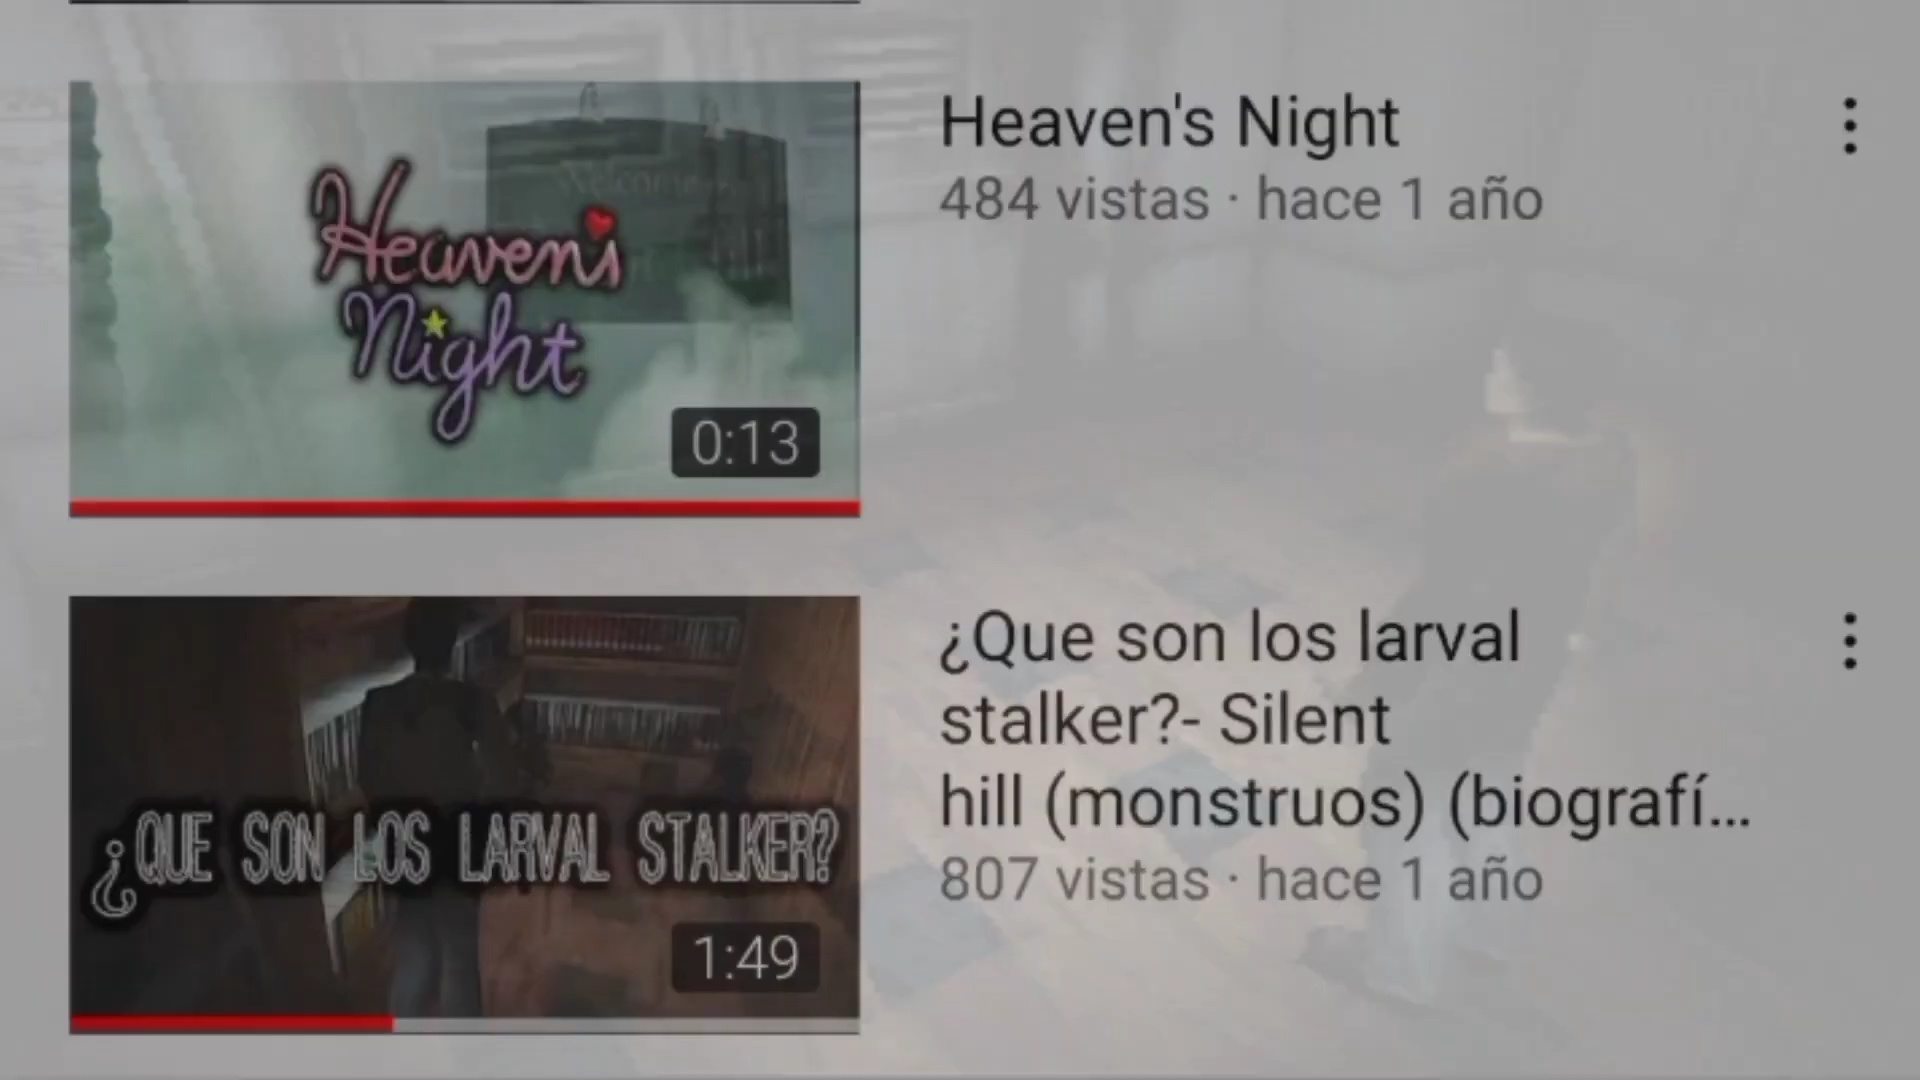 Welcome
Heaven's
Night
0:13
Heaven's Night
484 vistas · hace 1 año
¿QUE SON LOS LARVAL STALKER?
1:49
¿Que son los larval
stalker?- Silent
hill (monstruos) (biografí...
807 vistas · hace 1 año